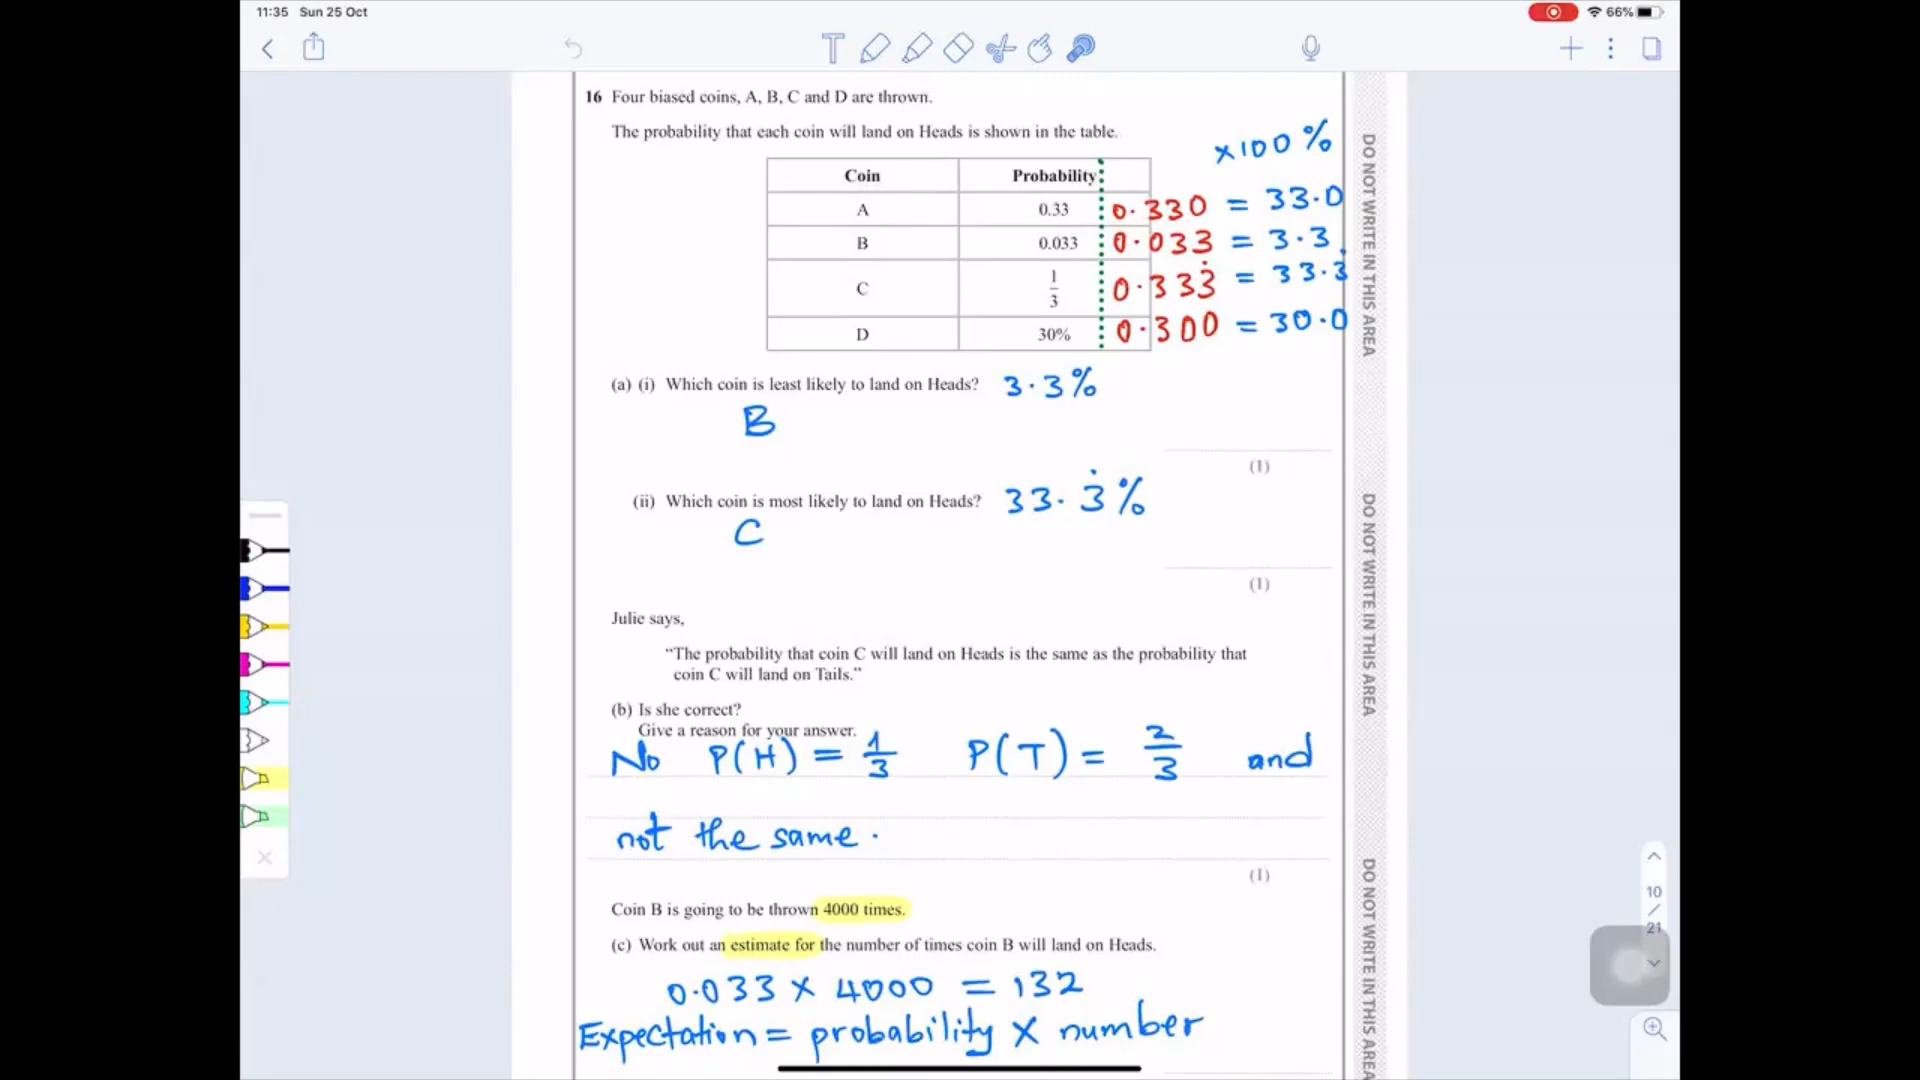 11:35 Sun 25 Oct
66%
16 Four biased coins, A, B, C and D are thrown.
The probability that each coin will land on Heads is shown in the table.
×100%
Coin Probability
A 0.33 0.330 = 33.0
B 0.033 0.033 = 3.3
C 1/3 0.333̇ = 33.3̇
D 30% 0.300 = 30.0
(a) (i) Which coin is least likely to land on Heads? 3.3%
B
(1)
(ii) Which coin is most likely to land on Heads? 33.3̇%
C
(1)
Julie says,
“The probability that coin C will land on Heads is the same as the probability that
coin C will land on Tails.”
(b) Is she correct?
Give a reason for your answer.
No P(H) = 1/3 P(T) = 2/3 and
not the same.
(1)
Coin B is going to be thrown 4000 times.
(c) Work out an estimate for the number of times coin B will land on Heads.
0.033 × 4000 = 132
Expectation = probability × number
DO NOT WRITE IN THIS AREA
DO NOT WRITE IN THIS AREA
DO NOT WRITE IN THIS AREA
10
/
21